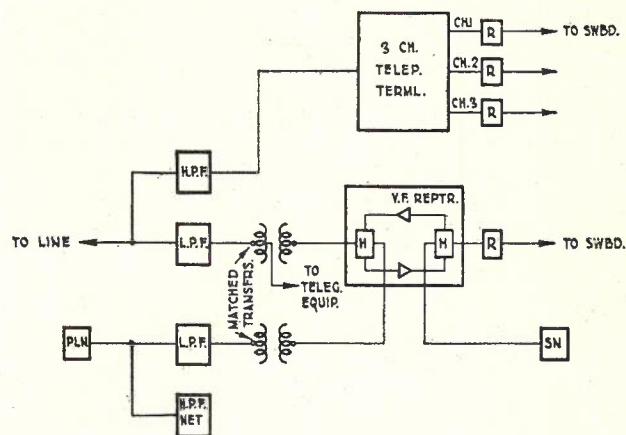 3 CH.
TELEP.
TERML.
CH.1
R
TO SWBD.
CH.2
R
CH.3
R
H.P.F.
V.F. REPTR.
TO LINE
L.P.F.
H
H
R
TO SWBD.
MATCHED
TRANSFRS.
TO
TELEG.
EQUIP.
PLN
L.P.F.
SN
H.P.F.
NET